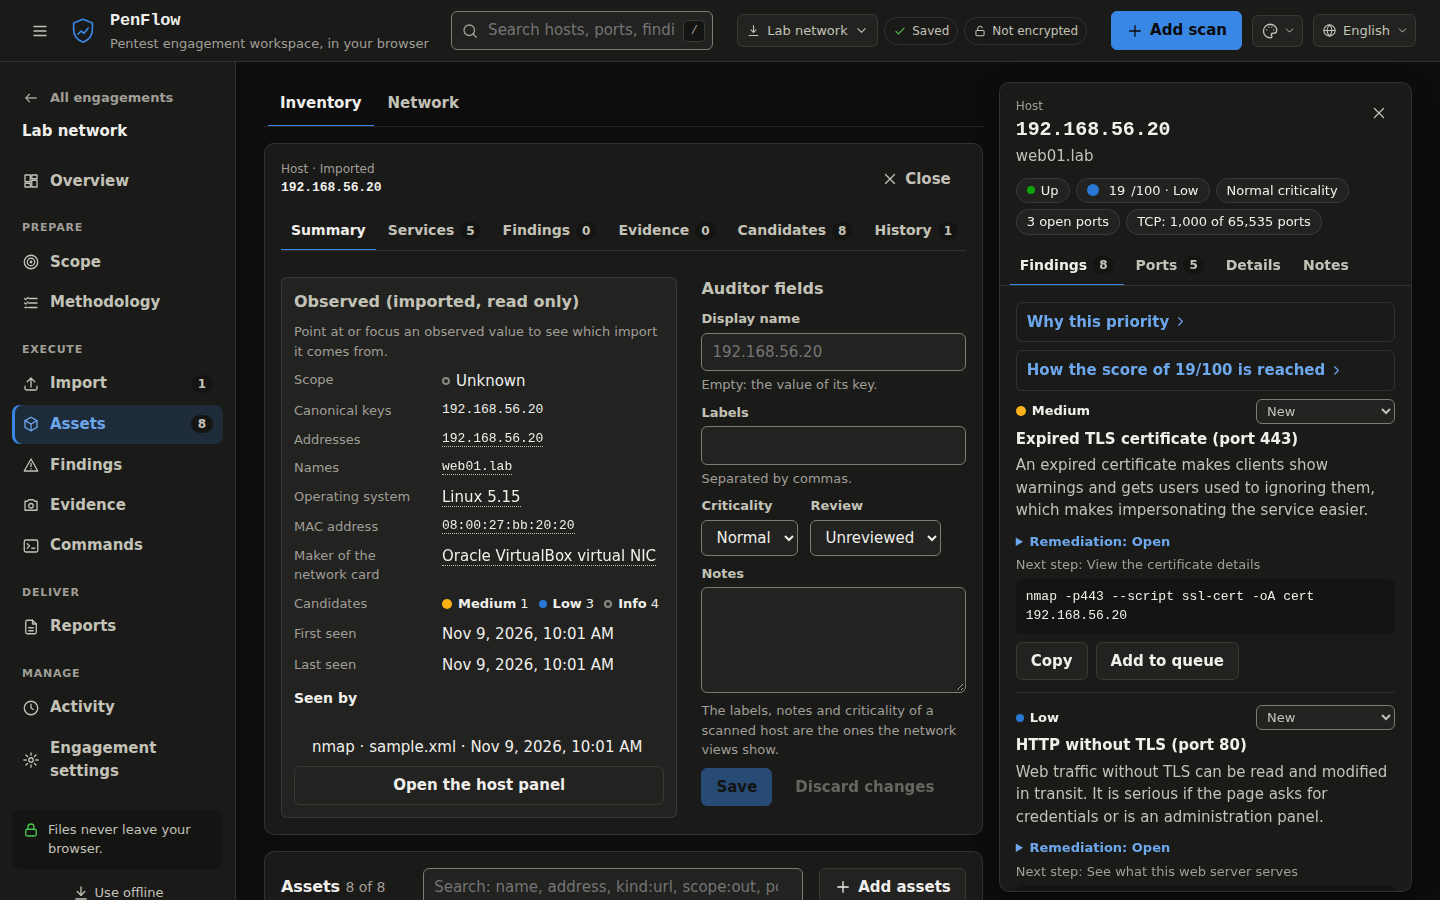 PenFlow
Pentest engagement workspace, in your browser
Search hosts, ports, findi
/
Lab network
Saved
Not encrypted
Add scan
English
All engagements
Lab network
Overview
PREPARE
Scope
Methodology
EXECUTE
Import 1
Assets 8
Findings
Evidence
Commands
DELIVER
Reports
MANAGE
Activity
Engagement
settings
Files never leave your
browser.
Use offline
Inventory Network
Host · Imported
192.168.56.20
Close
Summary Services 5 Findings 0 Evidence 0 Candidates 8 History 1
Observed (imported, read only)
Point at or focus an observed value to see which import
it comes from.
Scope Unknown
Canonical keys 192.168.56.20
Addresses 192.168.56.20
Names web01.lab
Operating system Linux 5.15
MAC address 08:00:27:bb:20:20
Maker of the
network card
Oracle VirtualBox virtual NIC
Candidates Medium 1 Low 3 Info 4
First seen Nov 9, 2026, 10:01 AM
Last seen Nov 9, 2026, 10:01 AM
Seen by
nmap · sample.xml · Nov 9, 2026, 10:01 AM
Open the host panel
Auditor fields
Display name
192.168.56.20
Empty: the value of its key.
Labels
Separated by commas.
Criticality Review
Normal Unreviewed
Notes
The labels, notes and criticality of a
scanned host are the ones the network
views show.
Save Discard changes
Assets 8 of 8
Search: name, address, kind:url, scope:out, po
Add assets
Host
192.168.56.20
web01.lab
Up 19 /100 · Low Normal criticality
3 open ports TCP: 1,000 of 65,535 ports
Findings 8 Ports 5 Details Notes
Why this priority
How the score of 19/100 is reached
Medium New
Expired TLS certificate (port 443)
An expired certificate makes clients show
warnings and gets users used to ignoring them,
which makes impersonating the service easier.
Remediation: Open
Next step: View the certificate details
nmap -p443 --script ssl-cert -oA cert
192.168.56.20
Copy Add to queue
Low New
HTTP without TLS (port 80)
Web traffic without TLS can be read and modified
in transit. It is serious if the page asks for
credentials or is an administration panel.
Remediation: Open
Next step: See what this web server serves